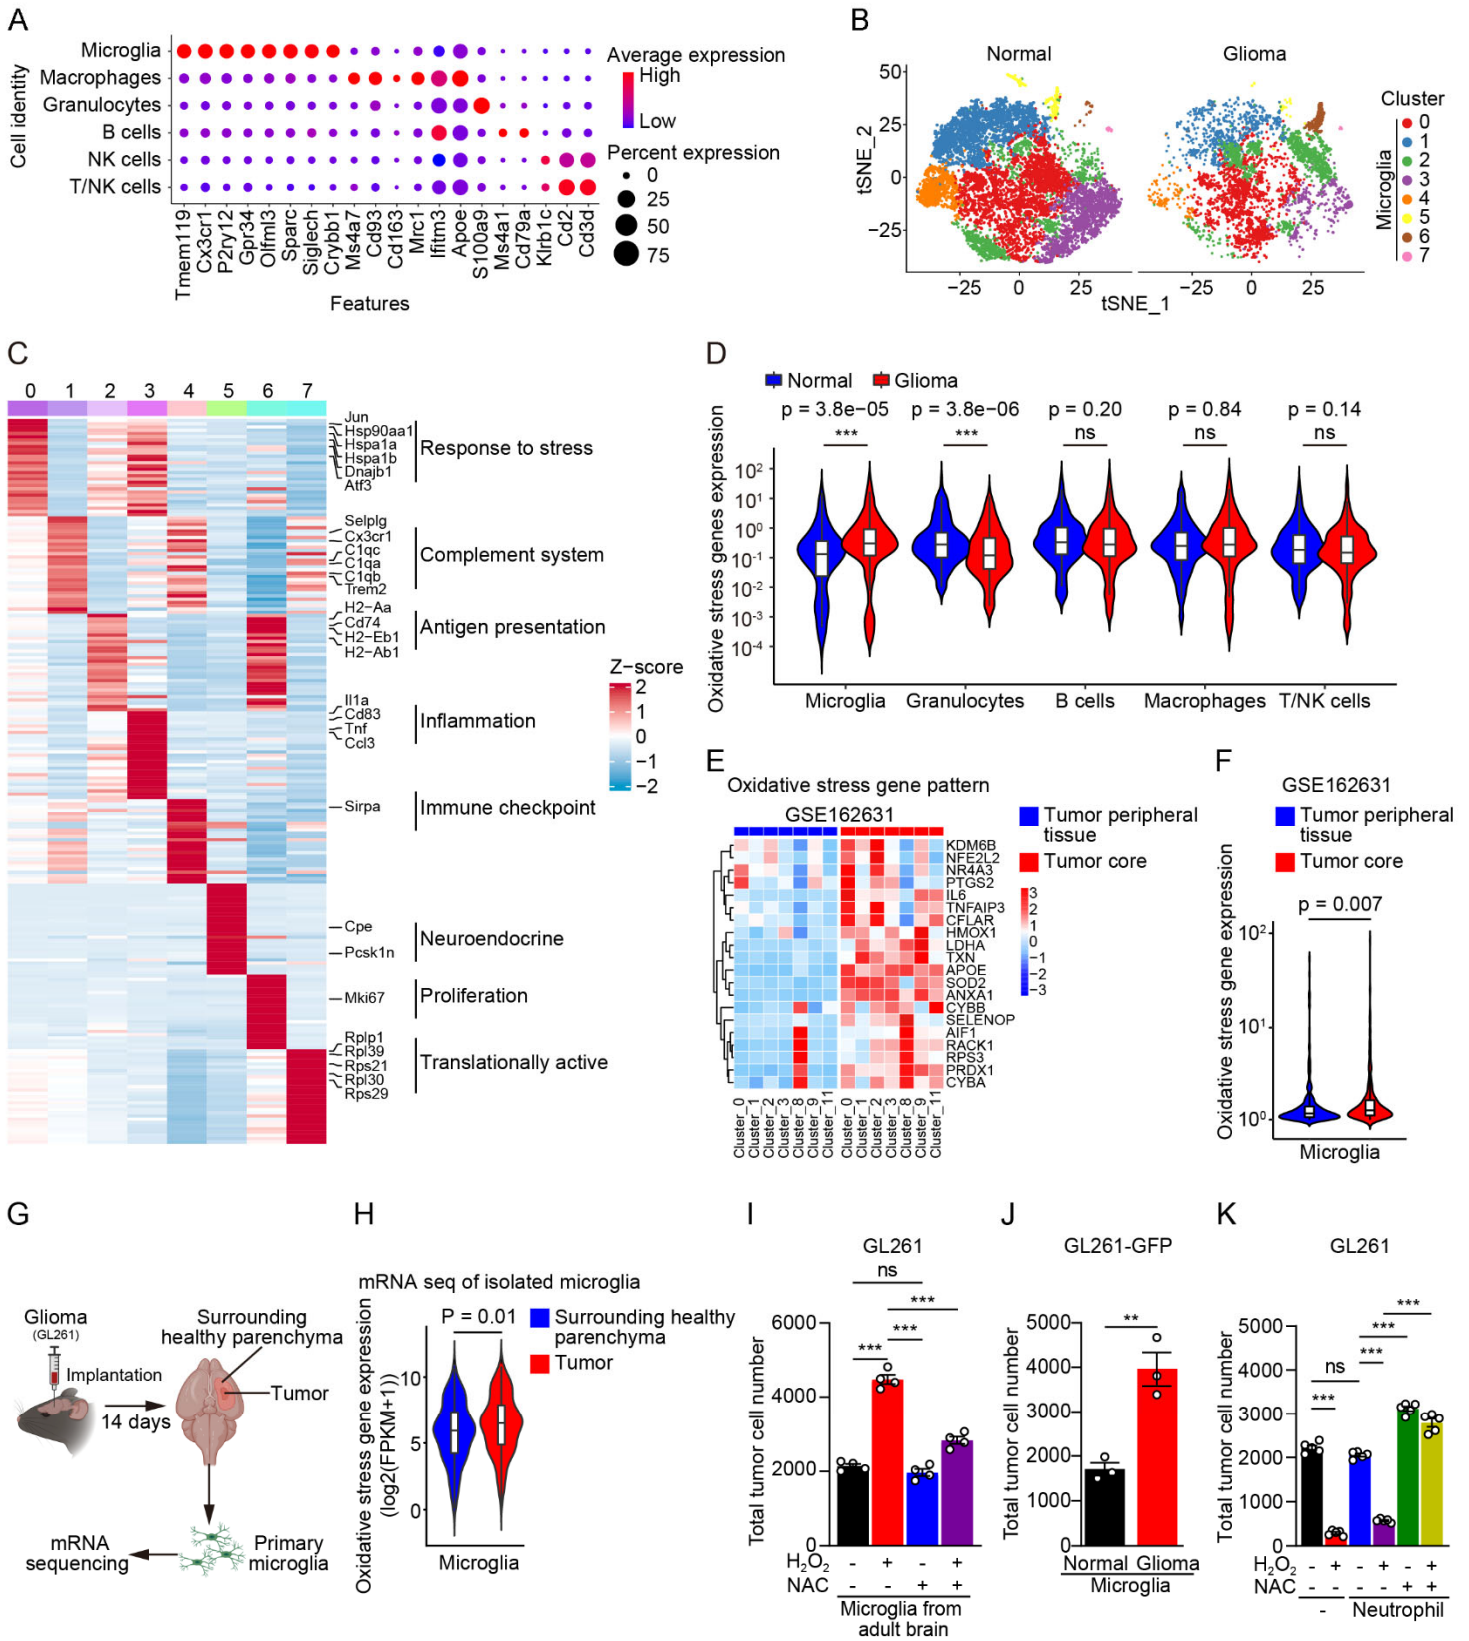 A
Cell identity
Microglia
Macrophages
Granulocytes
B cells
NK cells
T/NK cells
Tmem119
Cx3cr1
P2ry12
Gpr34
Olfml3
Sparc
Siglech
Crybb1
Ms4a7
Cd93
Cd163
Mrc1
Ifitm3
Apoe
S100a9
Ms4a1
Cd79a
Klrb1c
Cd2
Cd3d
Features
Average expression
High
Low
Percent expression
0
25
50
75
B
Normal
Glioma
tSNE_2
50
25
0
−25
−25 0 25
−25 0 25
tSNE_1
Cluster
Microglia
0
1
2
3
4
5
6
7
C
0 1 2 3 4 5 6 7
Jun
Hsp90aa1
Hspa1a
Hspa1b
Dnajb1
Atf3
Response to stress
Selplg
Cx3cr1
C1qc
C1qa
C1qb
Trem2
Complement system
H2−Aa
Cd74
H2−Eb1
H2−Ab1
Antigen presentation
Il1a
Cd83
Tnf
Ccl3
Inflammation
Sirpa
Immune checkpoint
Cpe
Pcsk1n
Neuroendocrine
Mki67
Proliferation
Rplp1
Rpl39
Rps21
Rpl30
Rps29
Translationally active
Z−score
2
1
0
−1
−2
D
Normal Glioma
p = 3.8e−05 p = 3.8e−06 p = 0.20 p = 0.84 p = 0.14
*** *** ns ns ns
Oxidative stress genes expression
10²
10¹
10⁰
10⁻¹
10⁻²
10⁻³
10⁻⁴
Microglia Granulocytes B cells Macrophages T/NK cells
E
Oxidative stress gene pattern
GSE162631
Tumor peripheral
tissue
Tumor core
KDM6B
NFE2L2
NR4A3
PTGS2
IL6
TNFAIP3
CFLAR
HMOX1
LDHA
TXN
APOE
SOD2
ANXA1
CYBB
SELENOP
AIF1
RACK1
RPS3
PRDX1
CYBA
3
2
1
0
−1
−2
−3
Cluster_0
Cluster_1
Cluster_2
Cluster_3
Cluster_8
Cluster_9
Cluster_11
Cluster_0
Cluster_1
Cluster_2
Cluster_3
Cluster_8
Cluster_9
Cluster_11
F
GSE162631
Tumor peripheral
tissue
Tumor core
p = 0.007
Oxidative stress gene expression
10²
10¹
10⁰
Microglia
G
Glioma
(GL261)
Implantation
14 days
Surrounding
healthy parenchyma
Tumor
Primary
microglia
mRNA
sequencing
H
mRNA seq of isolated microglia
P = 0.01
Surrounding healthy
parenchyma
Tumor
Oxidative stress gene expression
(log2(FPKM+1))
10
5
0
Microglia
I
GL261
ns
***
***
***
Total tumor cell number
6000
4000
2000
0
H₂O₂ - + - +
NAC - - + +
Microglia from
adult brain
J
GL261-GFP
**
Total tumor cell number
5000
4000
3000
2000
1000
0
Normal Glioma
Microglia
K
GL261
***
***
ns ***
***
Total tumor cell number
5000
4000
3000
2000
1000
0
H₂O₂ - + - + - +
NAC - - - - + +
- Neutrophil